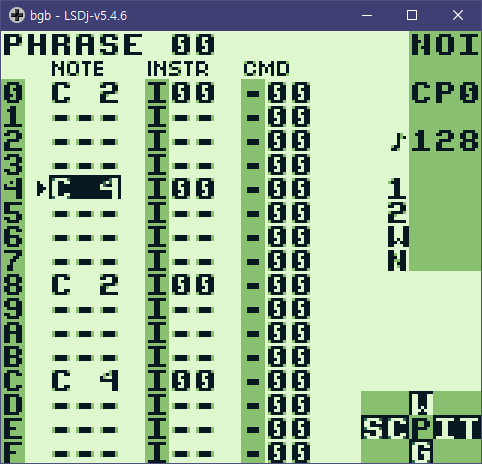 bgb - LSDj-v5.4.6
PHRASE 00 NOI
NOTE INSTR CMD
0 C 2 I00 -00 CP0
1 --- I-- -00
2 --- I-- -00 ♪128
3 --- I-- -00
4 C 4 I00 -00 1
5 --- I-- -00 2
6 --- I-- -00 W
7 --- I-- -00 N
8 C 2 I00 -00
9 --- I-- -00
A --- I-- -00
B --- I-- -00
C C 4 I00 -00
D --- I-- -00 W
E --- I-- -00 SCPIT
F --- I-- -00 G